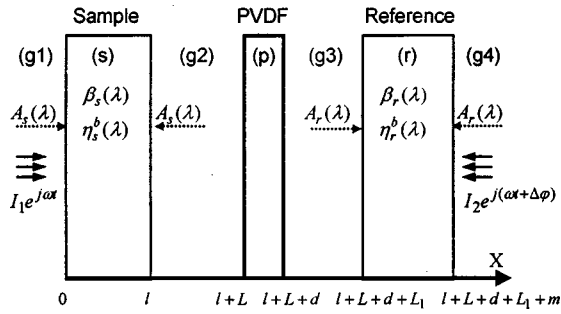 Sample PVDF Reference
(g1) (s) (g2) (p) (g3) (r) (g4)
βs(λ) βr(λ)
As(λ) As(λ) Ar(λ) Ar(λ)
ηsᵇ(λ) ηrᵇ(λ)
I₁e^{jωt} I₂e^{j(ωt+Δφ)}
X
0 l l+L l+L+d l+L+d+L₁ l+L+d+L₁+m